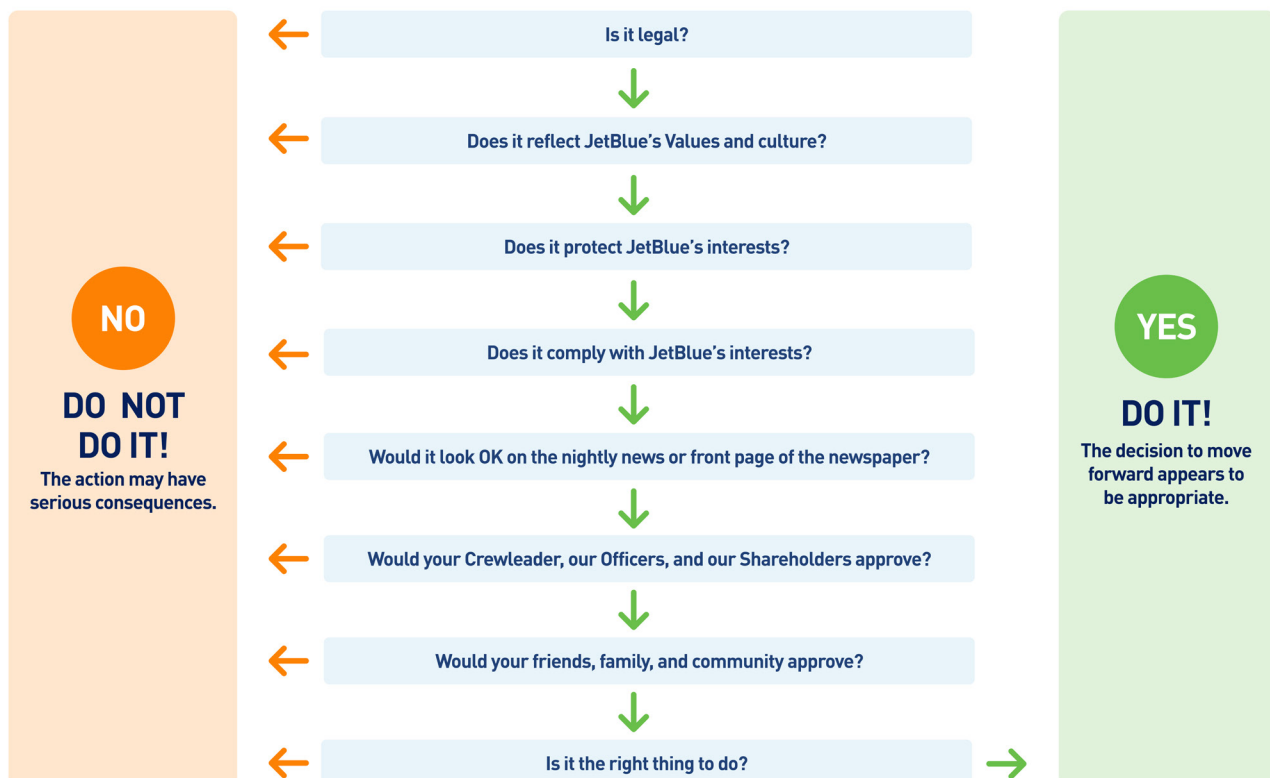 Is it legal?
Does it reflect JetBlue's Values and culture?
Does it protect JetBlue's interests?
Does it comply with JetBlue's interests?
Would it look OK on the nightly news or front page of the newspaper?
Would your Crewleader, our Officers, and our Shareholders approve?
Would your friends, family, and community approve?
Is it the right thing to do?
NO
DO NOT
DO IT!
The action may have
serious consequences.
YES
DO IT!
The decision to move
forward appears to
be appropriate.